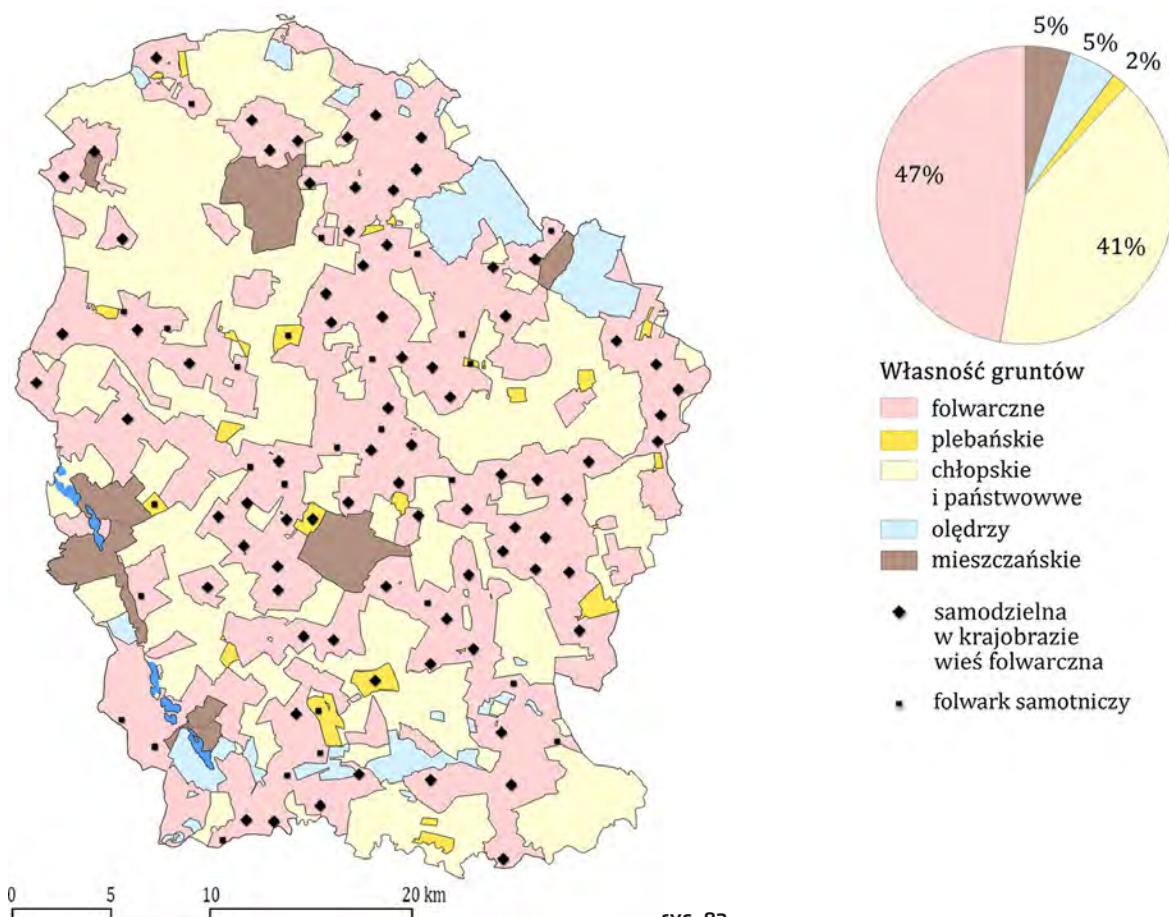 5%
5%
2%
47%
41%
Własność gruntów
folwarczne
plebańskie
chłopskie
i państwowwe
olędrzy
mieszczańskie
samodzielna
w krajobrazie
wieś folwarczna
folwark samotniczy
0 5 10 20 km